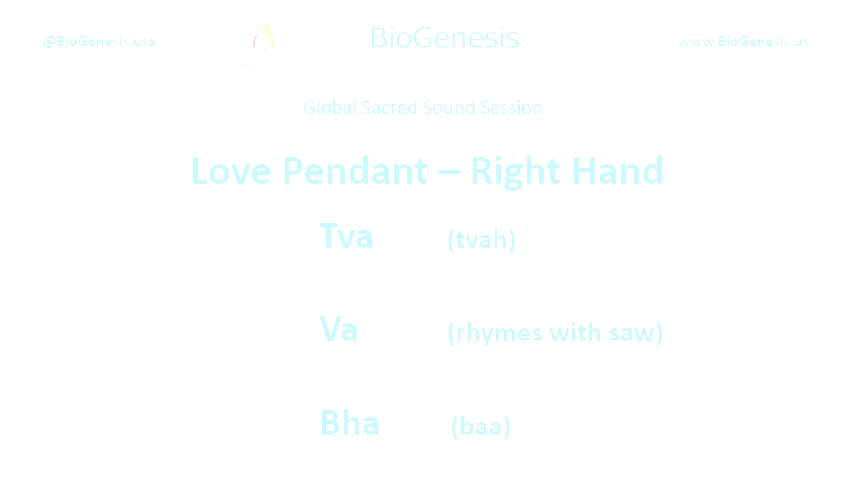 @BioGenesis.usa
BioGenesis
www.BioGenesis.us
Global Sacred Sound Session
Love Pendant – Right Hand
Tva (tvah)
Va (rhymes with saw)
Bha (baa)